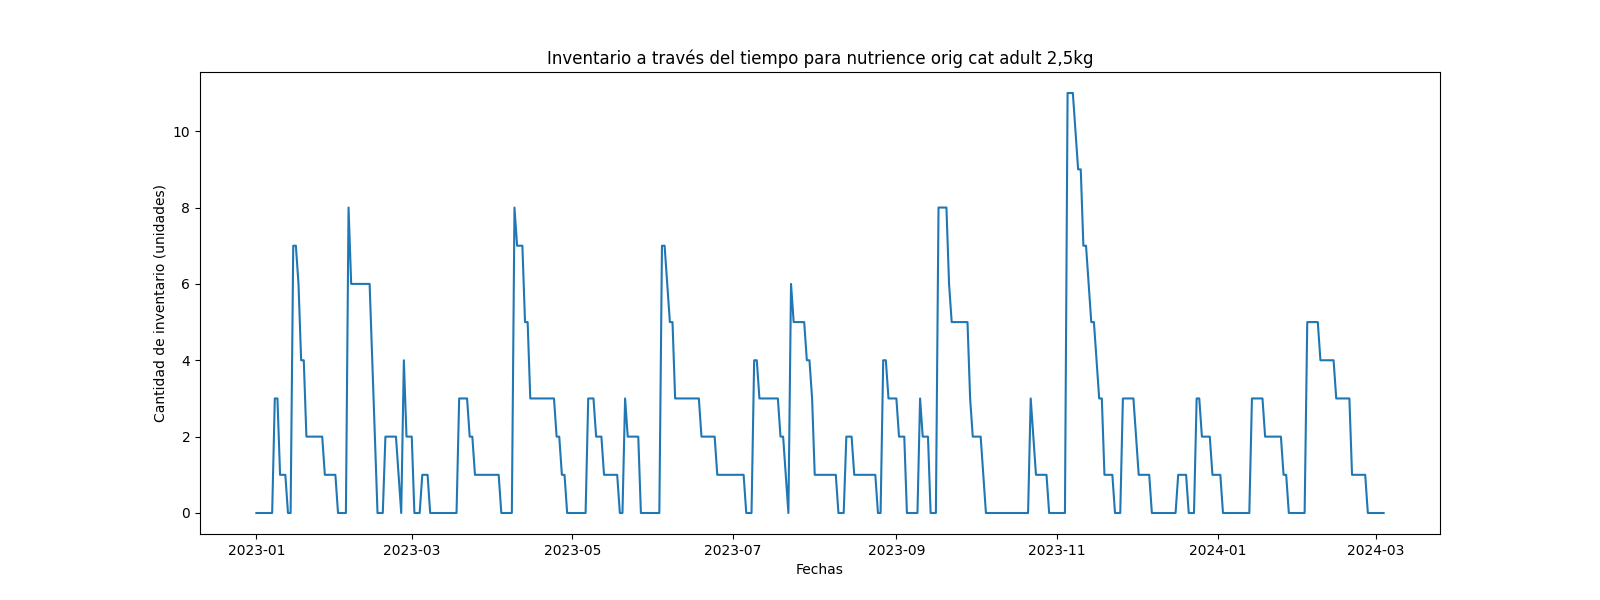 Inventario a través del tiempo para nutrience orig cat adult 2,5kg
Cantidad de inventario (unidades)
10
8
6
4
2
0
2023-01 2023-03 2023-05 2023-07 2023-09 2023-11 2024-01 2024-03
Fechas